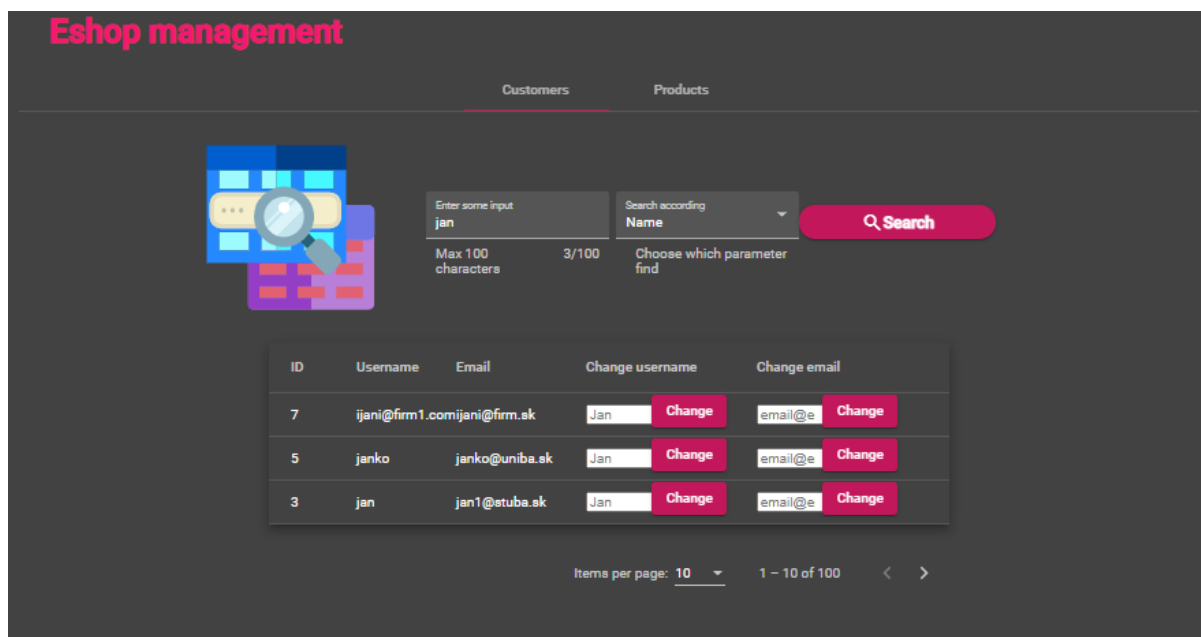 Eshop management
Customers Products
Enter some input
jan
Search according
Name
Search
Max 100 characters
3/100
Choose which parameter find
ID Username Email Change username Change email
7 ijani@firm1.com ijani@firm.sk Jan Change email@e Change
5 janko janko@uniba.sk Jan Change email@e Change
3 jan jan1@stuba.sk Jan Change email@e Change
Items per page: 10 1 – 10 of 100